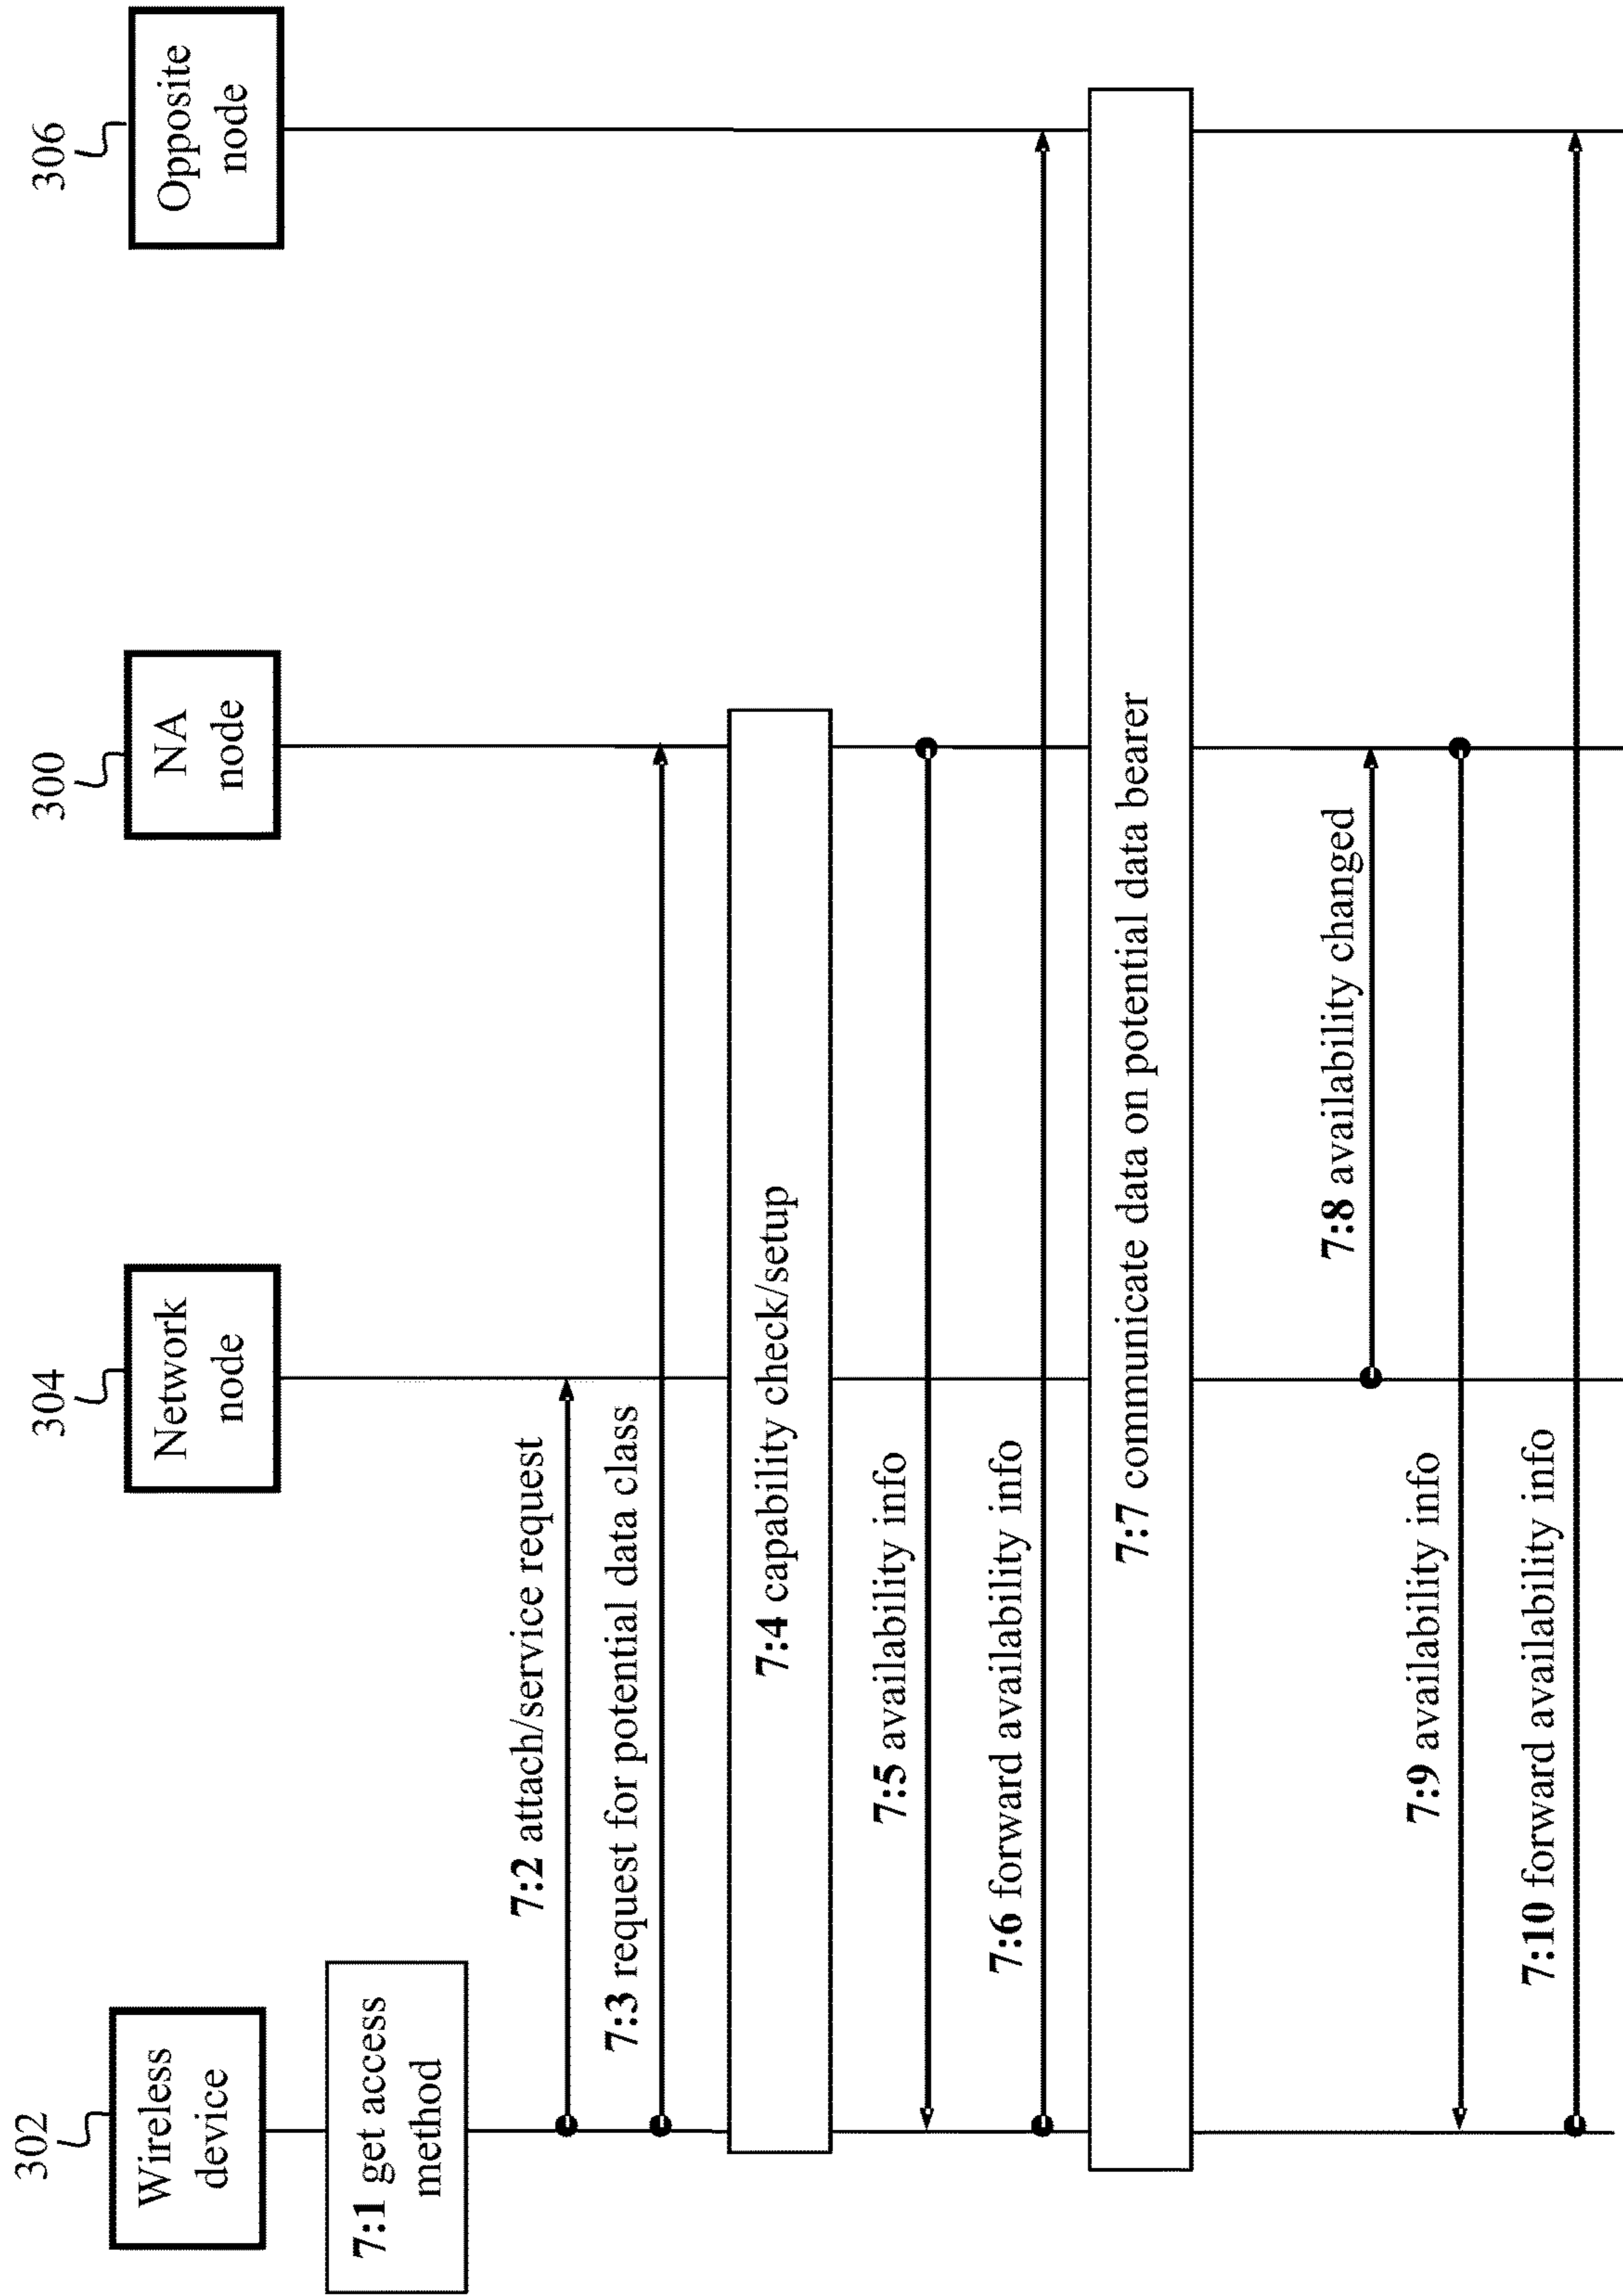 302
Wireless
device
304
Network
node
300
NA
node
306
Opposite
node
7:1 get access
method
7:2 attach/service request
7:3 request for potential data class
7:4 capability check/setup
7:5 availability info
7:6 forward availability info
7:7 communicate data on potential data bearer
7:8 availability changed
7:9 availability info
7:10 forward availability info